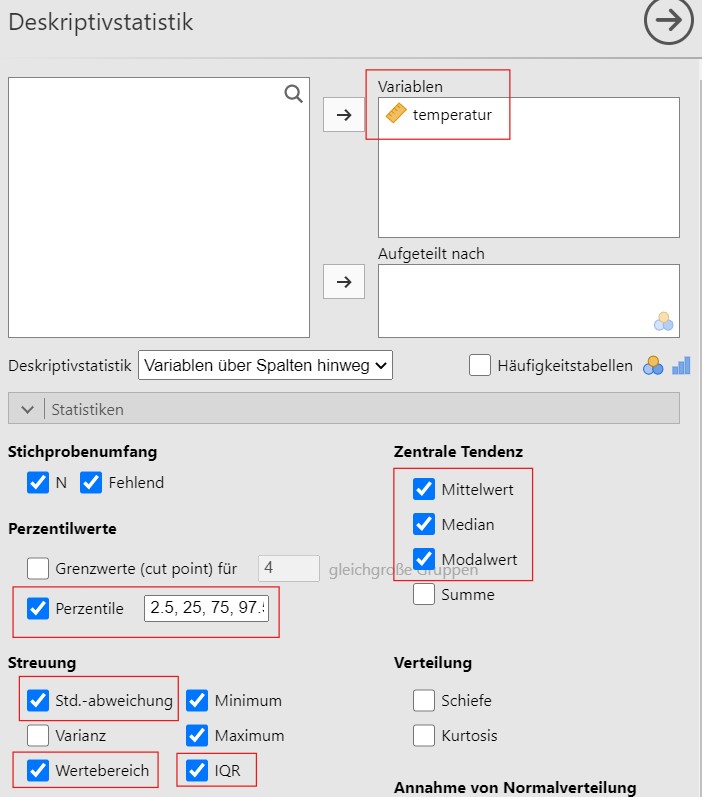 Deskriptivstatistik
Variablen
temperatur
Aufgeteilt nach
Deskriptivstatistik Variablen über Spalten hinweg Häufigkeitstabellen
Statistiken
Stichprobenumfang
N Fehlend
Zentrale Tendenz
Mittelwert
Median
Modalwert
Summe
Perzentilwerte
Grenzwerte (cut point) für 4 gleichgroße Gruppen
Perzentile 2.5, 25, 75, 97.
Streuung
Std.-abweichung Minimum
Varianz Maximum
Wertebereich IQR
Verteilung
Schiefe
Kurtosis
Annahme von Normalverteilung